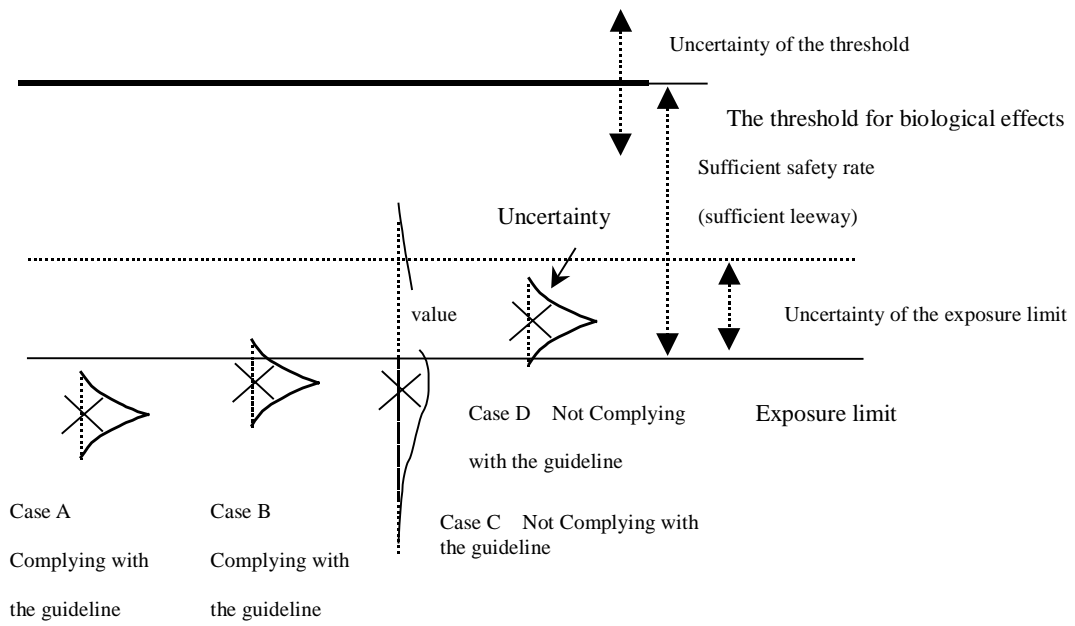 Uncertainty of the threshold
The threshold for biological effects
Sufficient safety rate
(sufficient leeway)
Uncertainty
value
Uncertainty of the exposure limit
Case D Not Complying
with the guideline
Exposure limit
Case A
Complying with
the guideline
Case B
Complying with
the guideline
Case C Not Complying with
the guideline